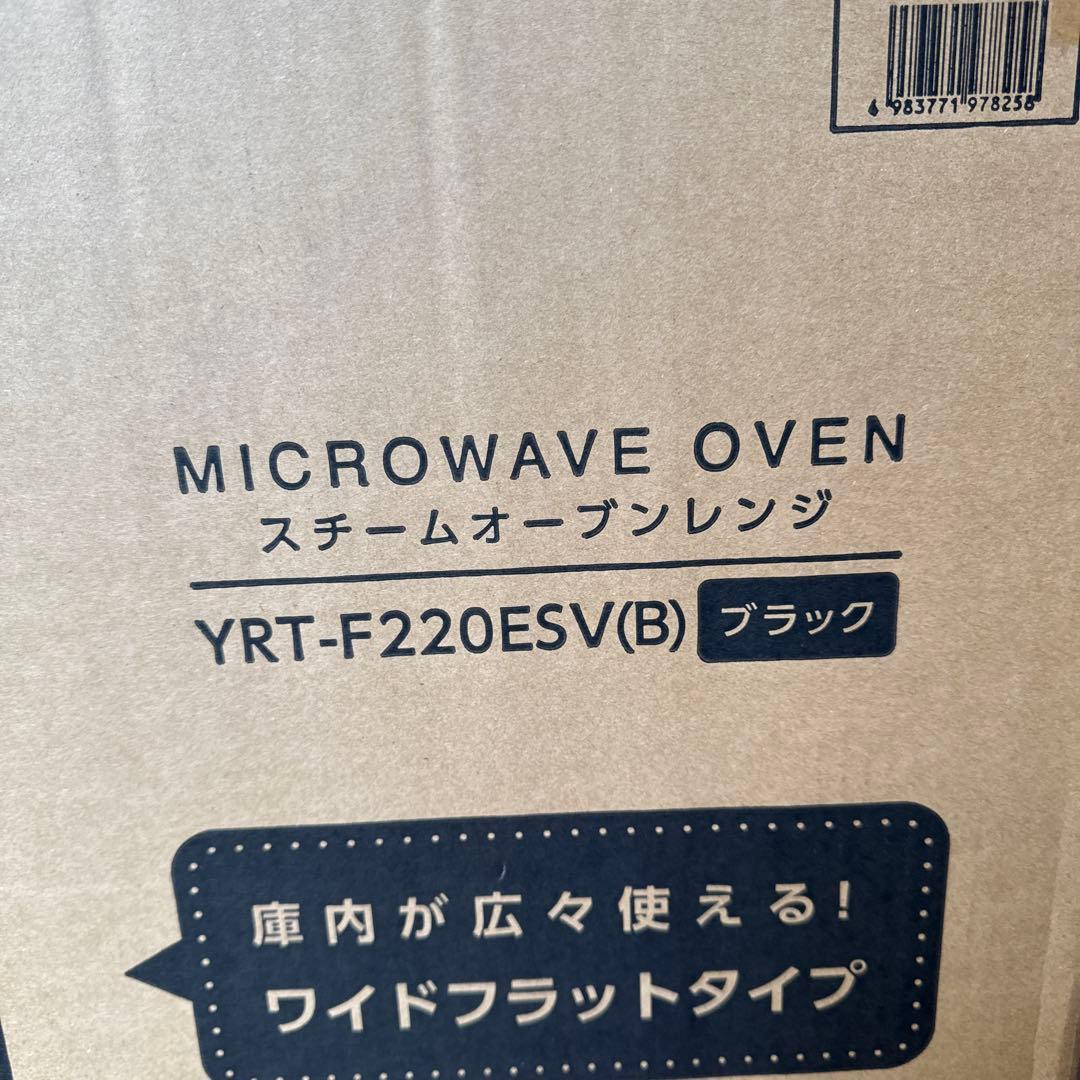 4 983771 978258
MICROWAVE OVEN
スチームオーブンレンジ
YRT-F220ESV(B) ブラック
庫内が広々使える!
ワイドフラットタイプ